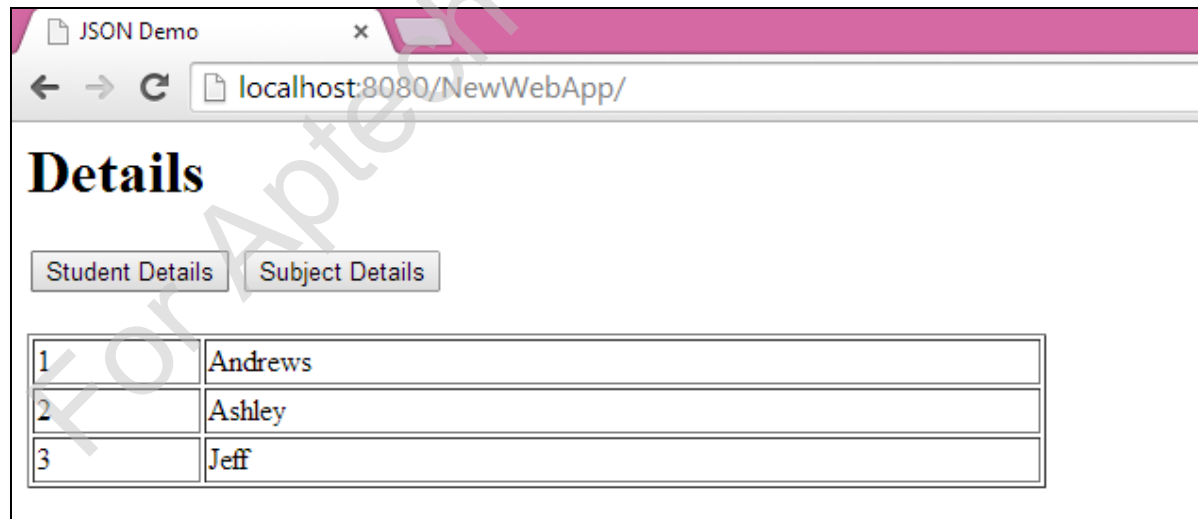 JSON Demo
localhost:8080/NewWebApp/
Details
Student Details Subject Details
1 Andrews
2 Ashley
3 Jeff
For Aptech